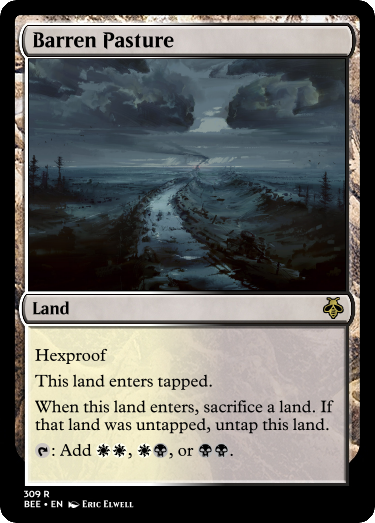 Barren Pasture
Land
Hexproof
This land enters tapped.
When this land enters, sacrifice a land. If
that land was untapped, untap this land.
: Add , , or .
309 R
BEE • EN Eric Elwell